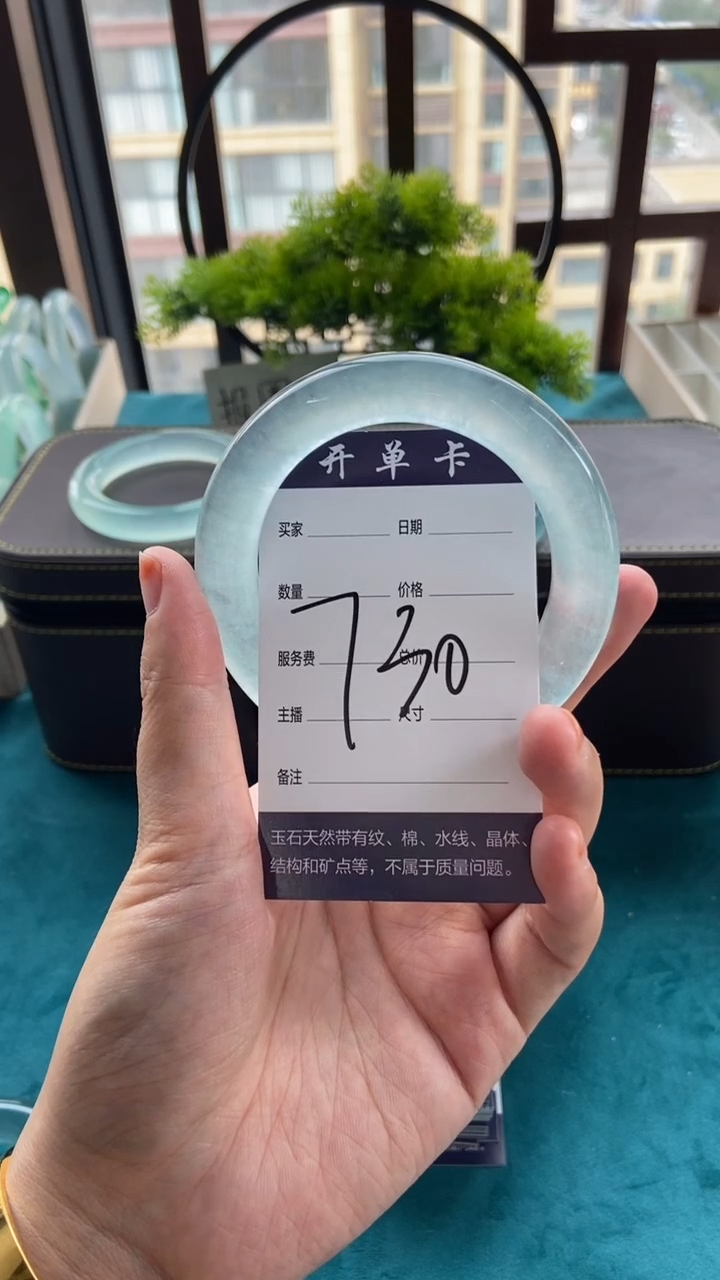 开单卡
买家 日期
数量 价格
服务费 总价
主播 尺寸
备注
玉石天然带有纹、棉、水线、晶体、
结构和矿点等，不属于质量问题。